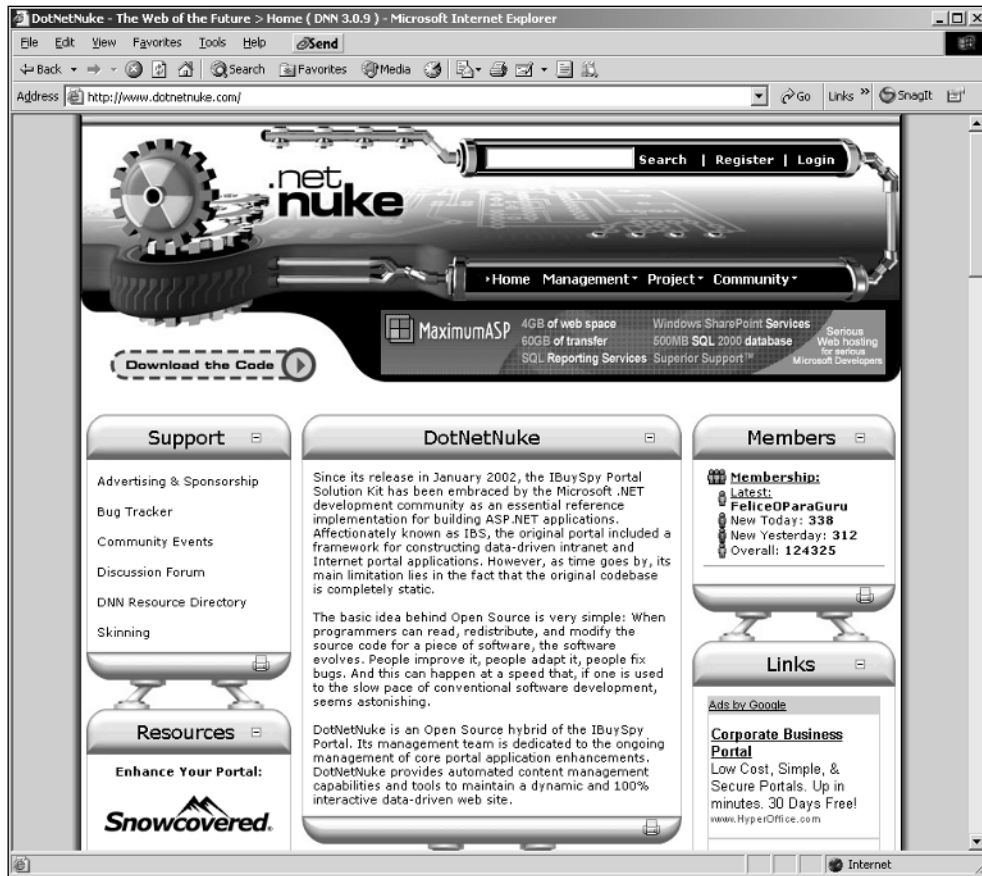 DotNetNuke - The Web of the Future > Home ( DNN 3.0.9 ) - Microsoft Internet Explorer
File Edit View Favorites Tools Help Send
Back Search Favorites Media
Address http://www.dotnetnuke.com/ Go Links » SnagIt
Search | Register | Login
.net
nuke
Home Management Project Community
MaximumASP
4GB of web space
60GB of transfer
SQL Reporting Services
Windows SharePoint Services
500MB SQL 2000 database
Superior Support™
Serious
Web hosting
for serious
Microsoft Developers
Download the Code
Support
Advertising & Sponsorship
Bug Tracker
Community Events
Discussion Forum
DNN Resource Directory
Skinning
Resources
Enhance Your Portal:
Snowcovered.
DotNetNuke
Since its release in January 2002, the IBuySpy Portal
Solution Kit has been embraced by the Microsoft .NET
development community as an essential reference
implementation for building ASP.NET applications.
Affectionately known as IBS, the original portal included a
framework for constructing data-driven intranet and
Internet portal applications. However, as time goes by, its
main limitation lies in the fact that the original codebase
is completely static.
The basic idea behind Open Source is very simple: When
programmers can read, redistribute, and modify the
source code for a piece of software, the software
evolves. People improve it, people adapt it, people fix
bugs. And this can happen at a speed that, if one is used
to the slow pace of conventional software development,
seems astonishing.
DotNetNuke is an Open Source hybrid of the IBuySpy
Portal. Its management team is dedicated to the ongoing
management of core portal application enhancements.
DotNetNuke provides automated content management
capabilities and tools to maintain a dynamic and 100%
interactive data-driven web site.
Members
Membership:
Latest:
FeliceOParaGuru
New Today: 338
New Yesterday: 312
Overall: 124325
Links
Ads by Google
Corporate Business
Portal
Low Cost, Simple, &
Secure Portals. Up in
minutes. 30 Days Free!
www.HyperOffice.com
Internet